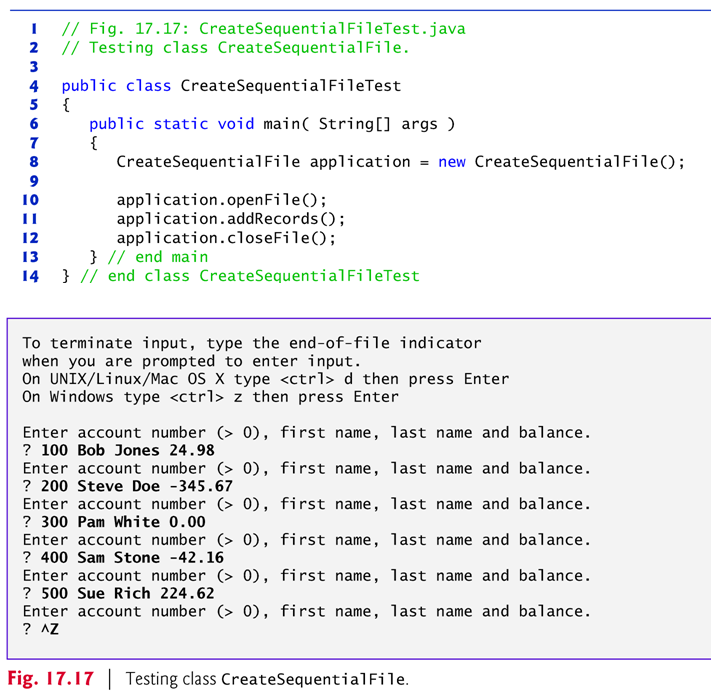 1 // Fig. 17.17: CreateSequentialFileTest.java
2 // Testing class CreateSequentialFile.
3
4 public class CreateSequentialFileTest
5 {
6 public static void main( String[] args )
7 {
8 CreateSequentialFile application = new CreateSequentialFile();
9
10 application.openFile();
11 application.addRecords();
12 application.closeFile();
13 } // end main
14 } // end class CreateSequentialFileTest
To terminate input, type the end-of-file indicator
when you are prompted to enter input.
On UNIX/Linux/Mac OS X type <ctrl> d then press Enter
On Windows type <ctrl> z then press Enter
Enter account number (> 0), first name, last name and balance.
? 100 Bob Jones 24.98
Enter account number (> 0), first name, last name and balance.
? 200 Steve Doe -345.67
Enter account number (> 0), first name, last name and balance.
? 300 Pam White 0.00
Enter account number (> 0), first name, last name and balance.
? 400 Sam Stone -42.16
Enter account number (> 0), first name, last name and balance.
? 500 Sue Rich 224.62
Enter account number (> 0), first name, last name and balance.
? ^Z
Fig. 17.17 | Testing class CreateSequentialFile.